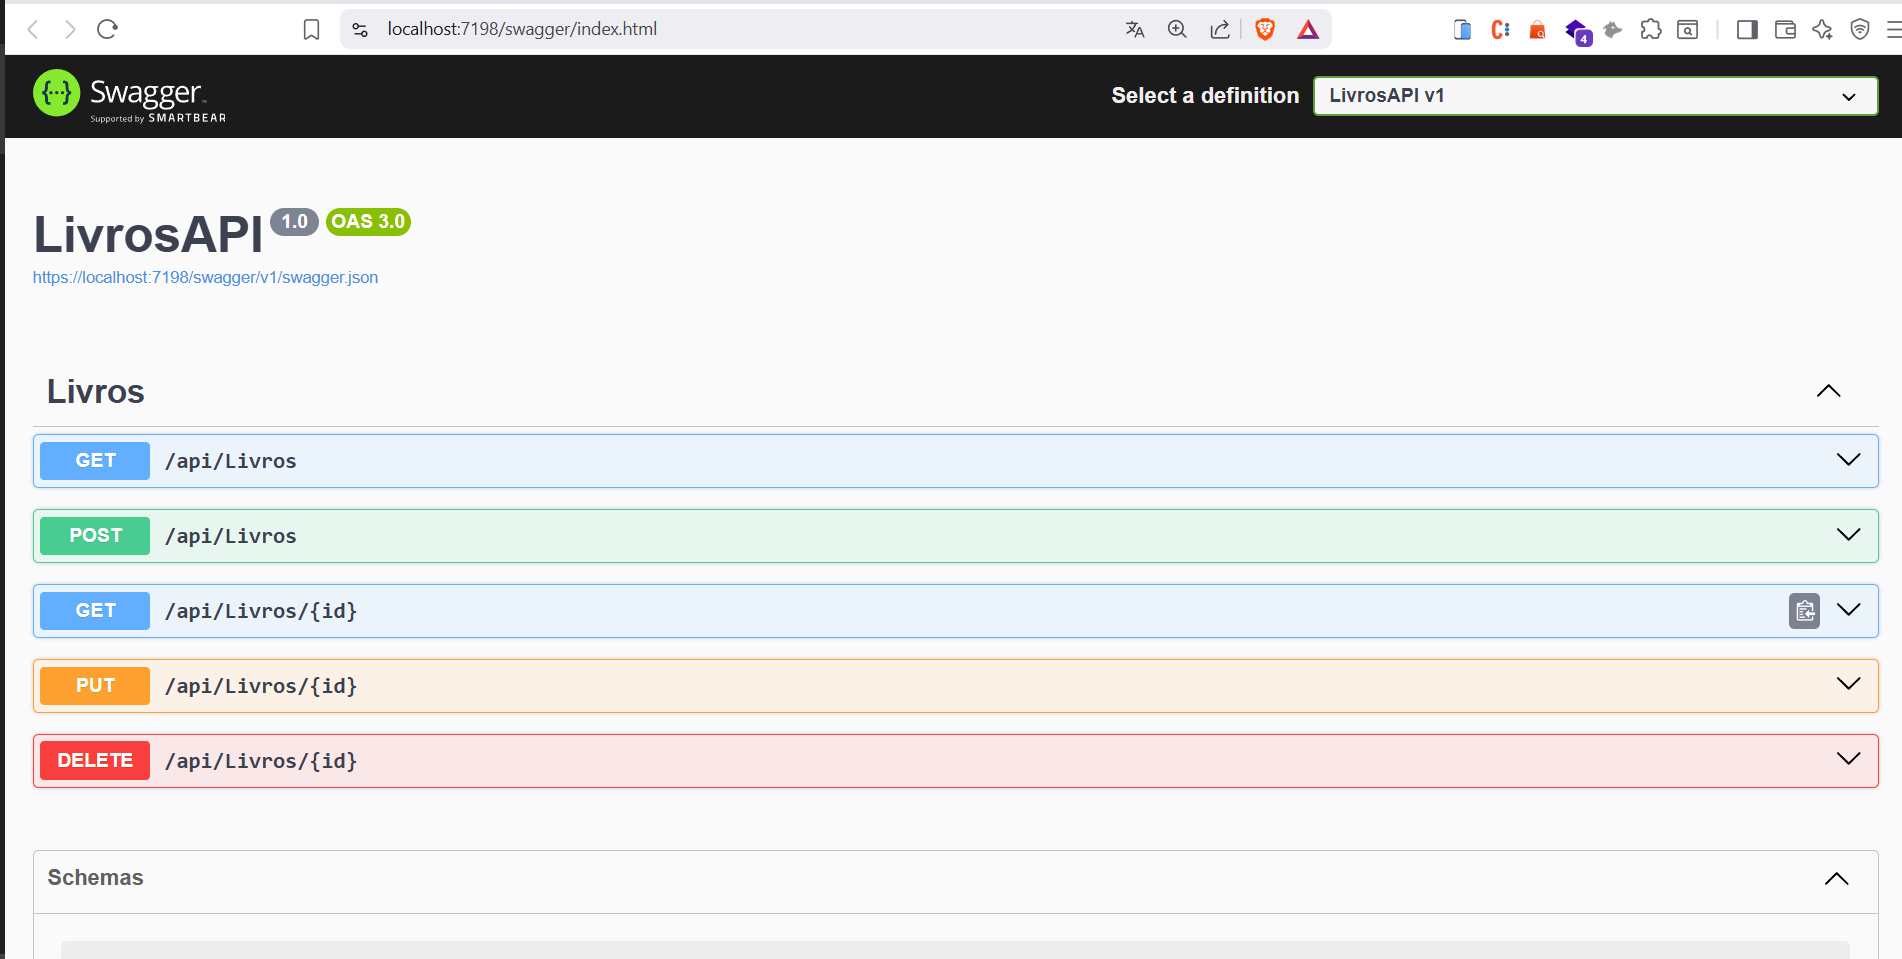 localhost:7198/swagger/index.html
4
{···} Swagger
Supported by SMARTBEAR
Select a definition
LivrosAPI v1
LivrosAPI 1.0 OAS 3.0
https://localhost:7198/swagger/v1/swagger.json
Livros
GET /api/Livros
POST /api/Livros
GET /api/Livros/{id}
PUT /api/Livros/{id}
DELETE /api/Livros/{id}
Schemas